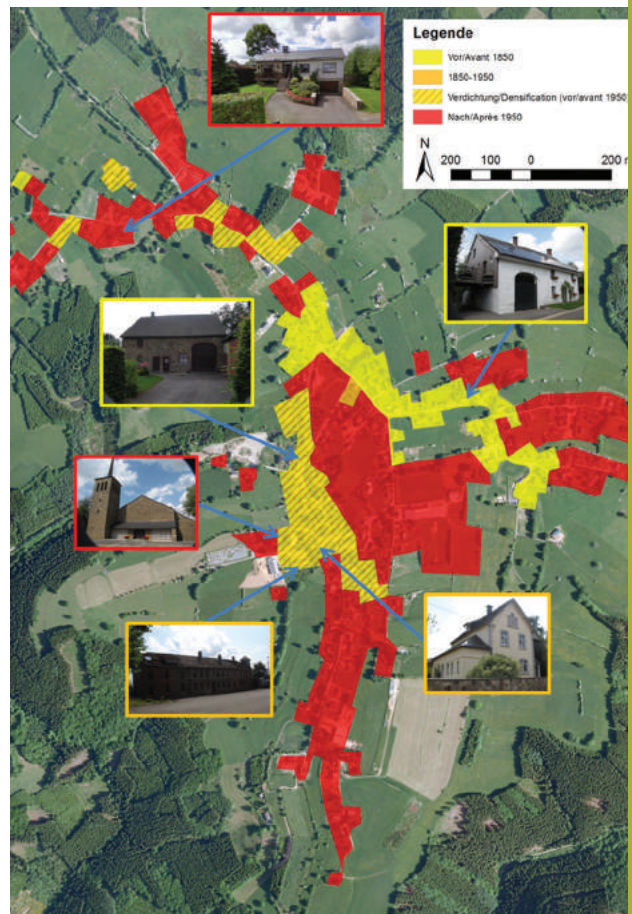 Legende
Vor/Avant 1850
1850-1950
Verdichtung/Densification (vor/avant 1950)
Nach/Après 1950
N
200 100 0 200 m